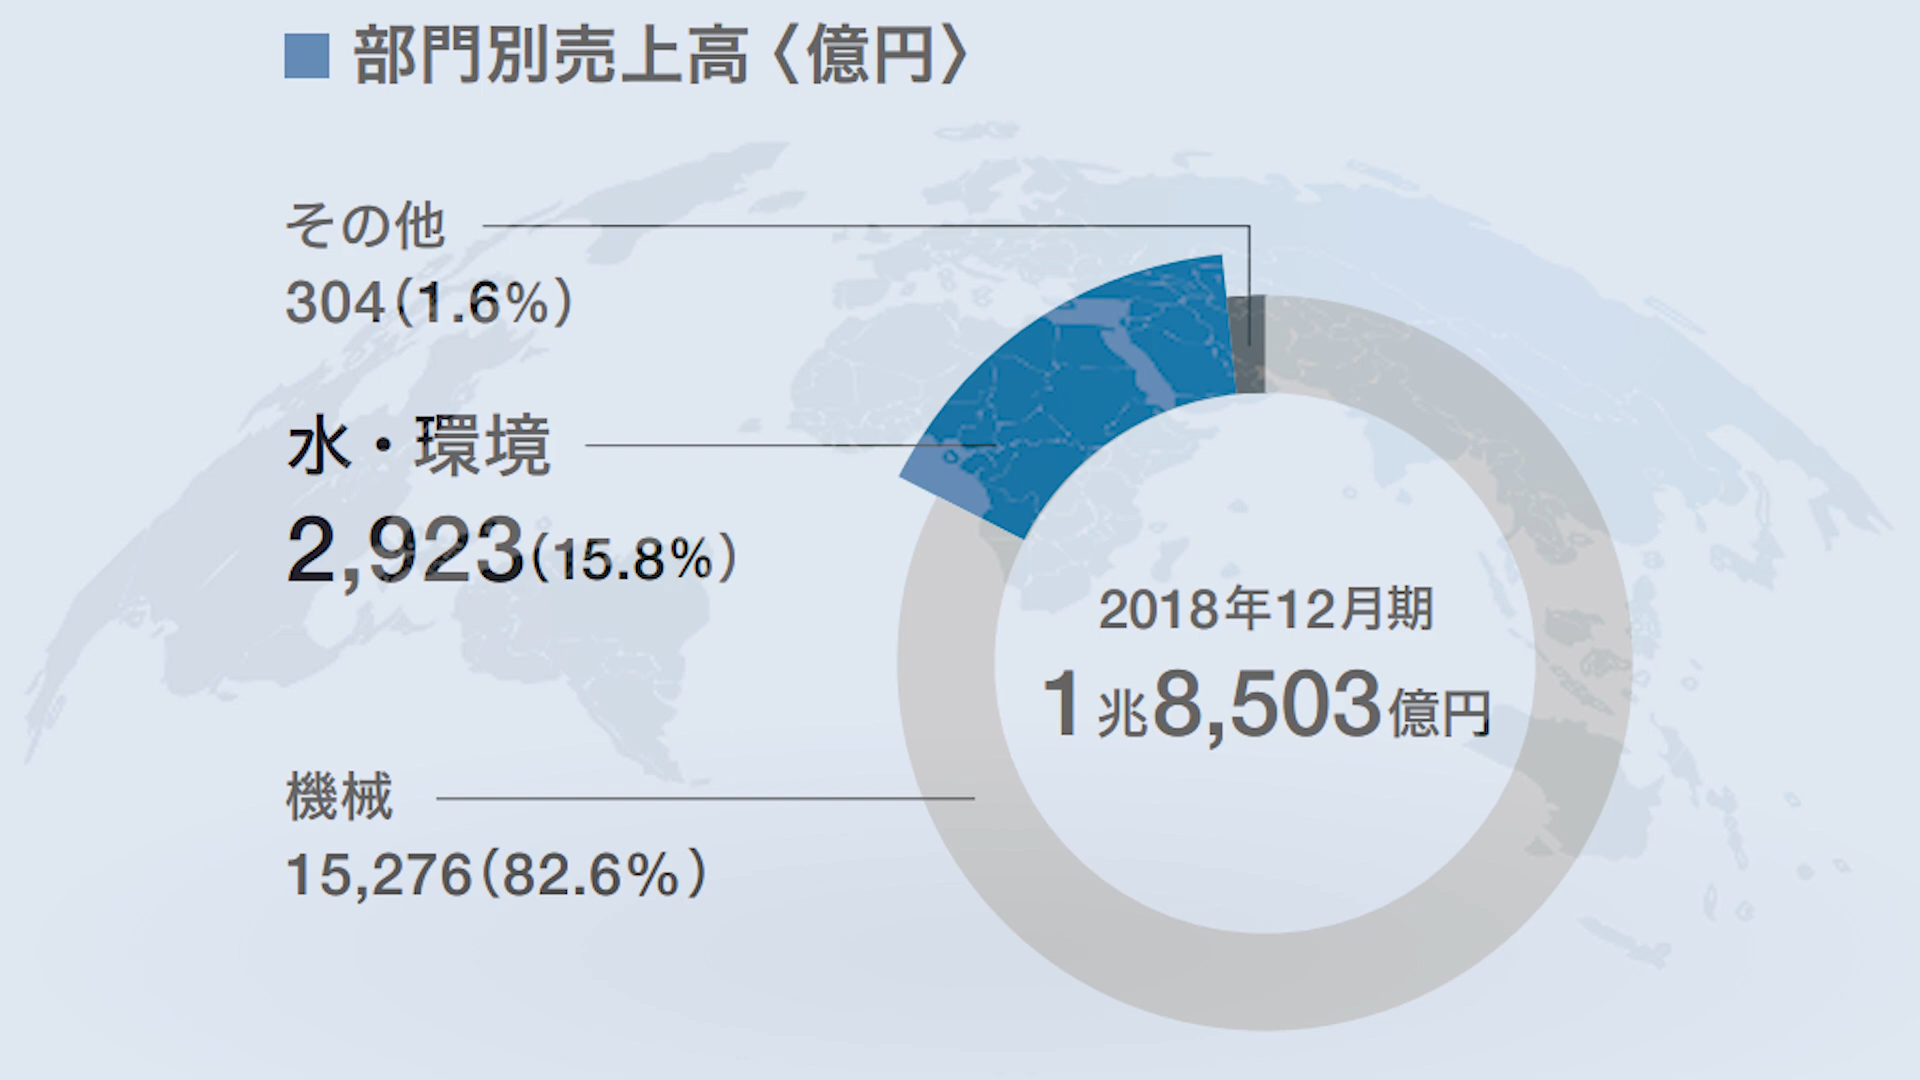 部門別売上高〈億円〉
その他
304(1.6%)
水・環境
2,923(15.8%)
機械
15,276(82.6%)
2018年12月期
1兆8,503億円